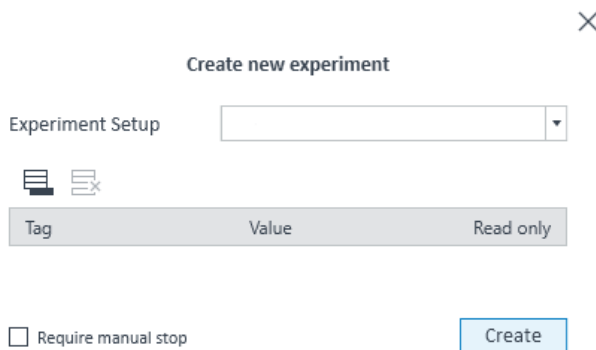 Create new experiment
Experiment Setup
Tag Value Read only
Require manual stop Create